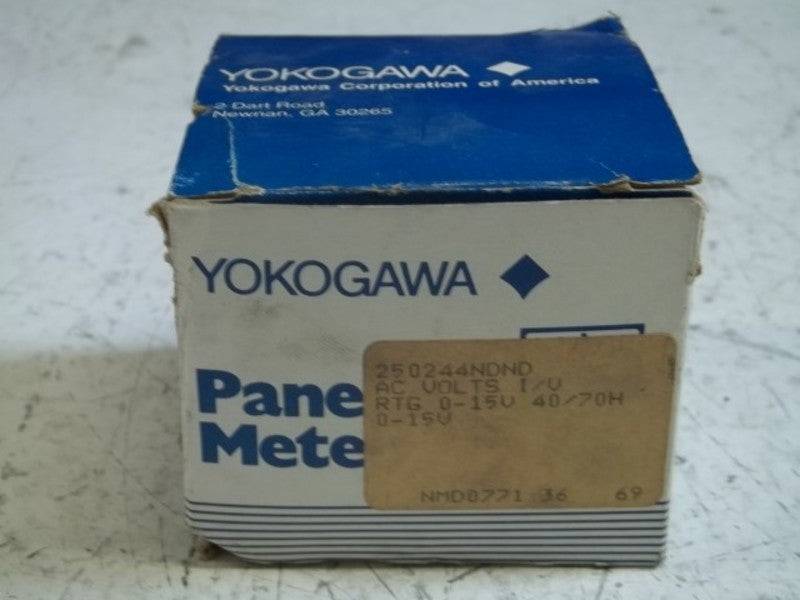 YOKOGAWA
Yokogawa Corporation of America
2 Dart Road
Newnan, GA 30265
YOKOGAWA
Pane
Mete
250244NDND
AC VOLTS I/V
RTG 0-15V 40/70H
0-15V
NMD0771 36 69